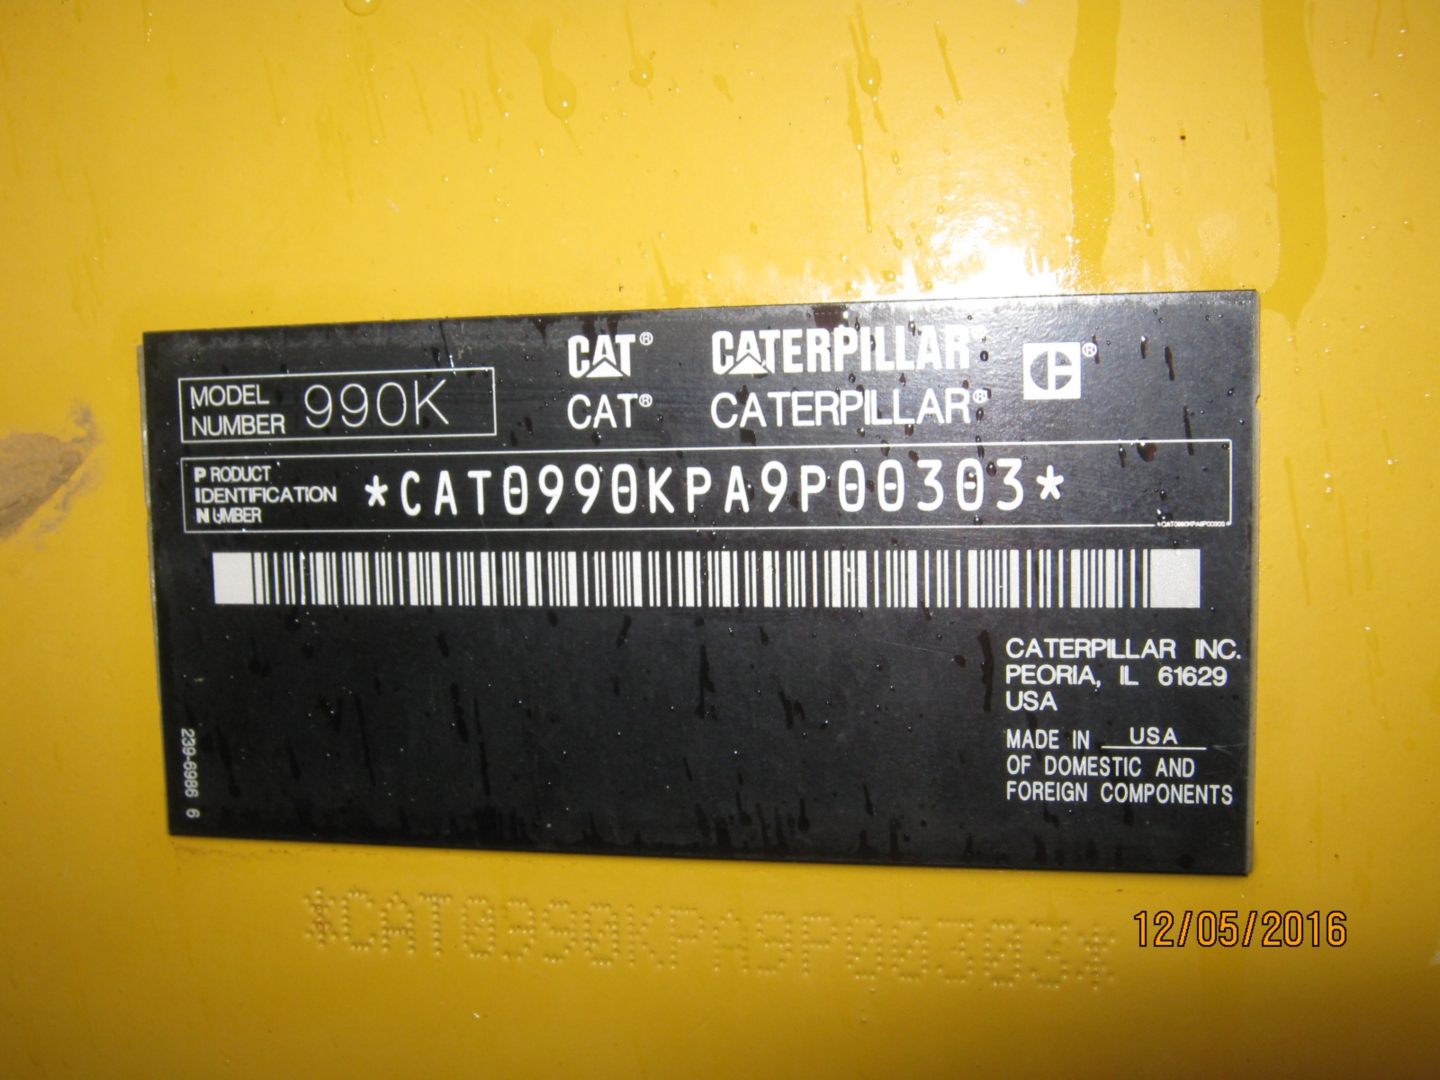 CAT® CATERPILLAR®
CAT® CATERPILLAR®
MODEL NUMBER 990K
PRODUCT IDENTIFICATION NUMBER *CAT0990KPA9P00303*
*CAT0990KPA9P00303*
CATERPILLAR INC.
PEORIA, IL 61629
USA
MADE IN USA
OF DOMESTIC AND
FOREIGN COMPONENTS
239-6986 6
*CAT0990KPA9P00303*
12/05/2016